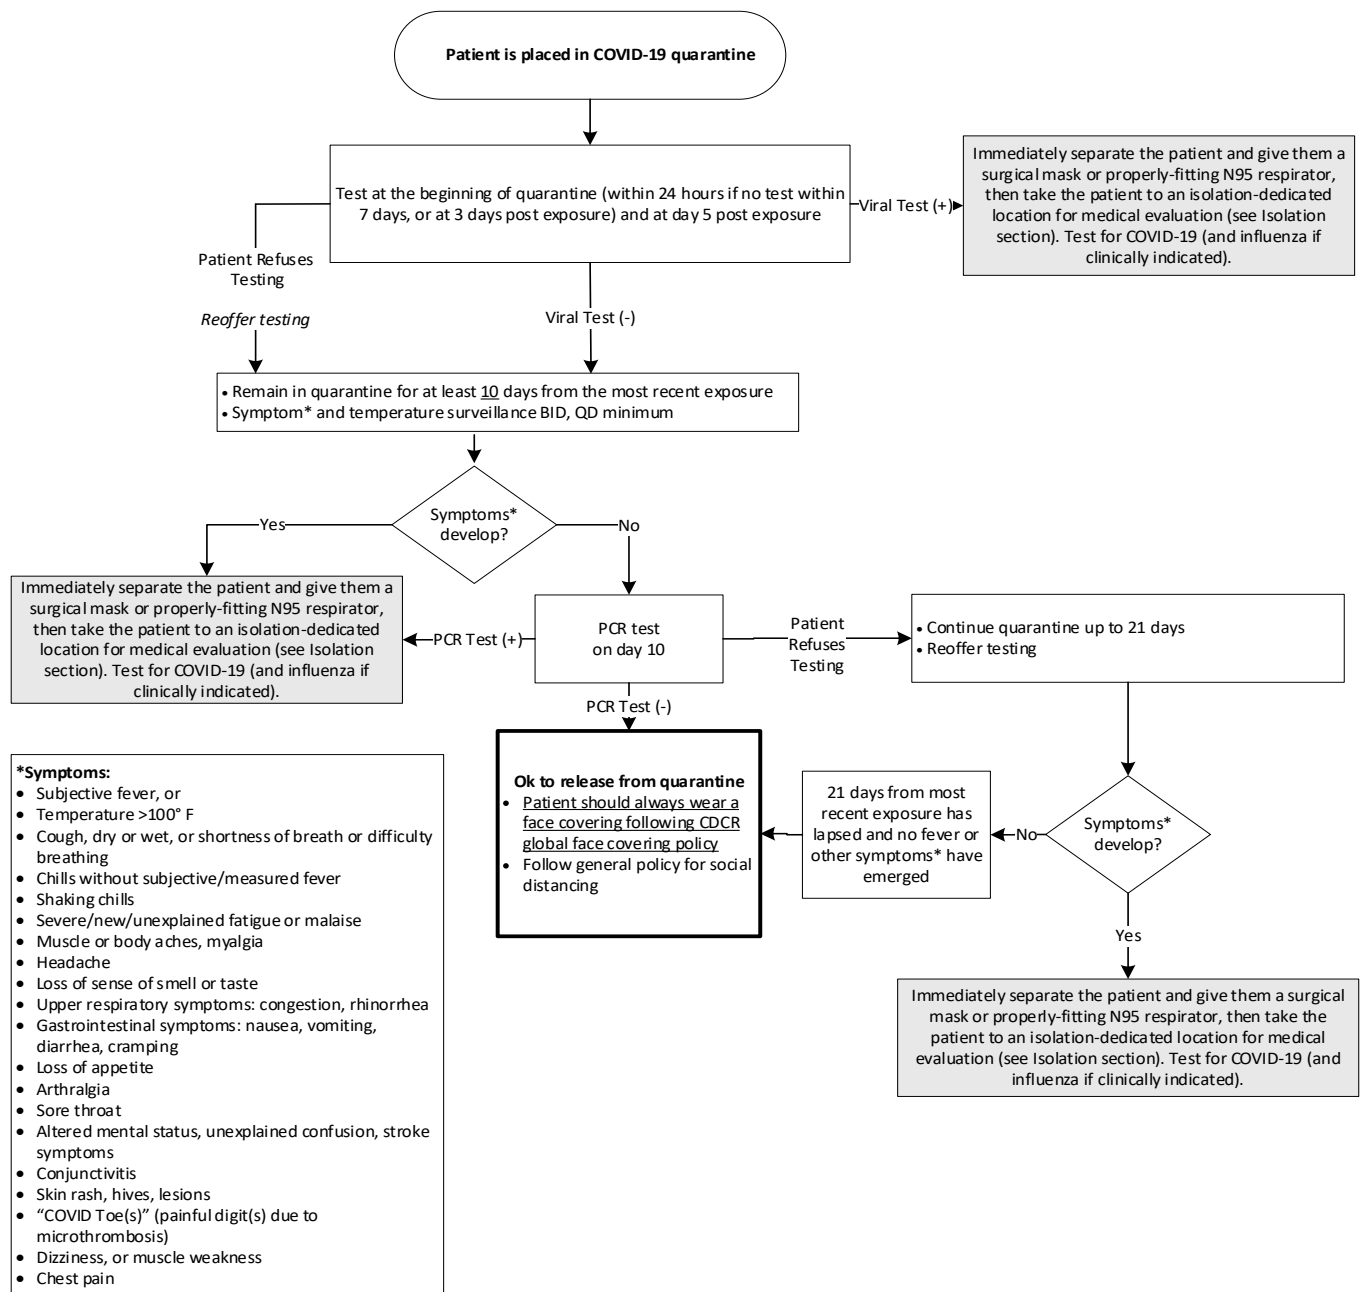 Patient is placed in COVID-19 quarantine
Test at the beginning of quarantine (within 24 hours if no test within
7 days, or at 3 days post exposure) and at day 5 post exposure
Viral Test (+)
Immediately separate the patient and give them a
surgical mask or properly-fitting N95 respirator,
then take the patient to an isolation-dedicated
location for medical evaluation (see Isolation
section). Test for COVID-19 (and influenza if
clinically indicated).
Patient Refuses
Testing
Reoffer testing
Viral Test (-)
• Remain in quarantine for at least 10 days from the most recent exposure
• Symptom* and temperature surveillance BID, QD minimum
Symptoms*
develop?
Yes
No
Immediately separate the patient and give them a
surgical mask or properly-fitting N95 respirator,
then take the patient to an isolation-dedicated
location for medical evaluation (see Isolation
section). Test for COVID-19 (and influenza if
clinically indicated).
PCR Test (+)
PCR test
on day 10
Patient
Refuses
Testing
• Continue quarantine up to 21 days
• Reoffer testing
PCR Test (-)
Ok to release from quarantine
• Patient should always wear a
face covering following CDCR
global face covering policy
• Follow general policy for social
distancing
21 days from most
recent exposure has
lapsed and no fever or
other symptoms* have
emerged
No
Symptoms*
develop?
Yes
Immediately separate the patient and give them a surgical
mask or properly-fitting N95 respirator, then take the
patient to an isolation-dedicated location for medical
evaluation (see Isolation section). Test for COVID-19 (and
influenza if clinically indicated).
*Symptoms:
• Subjective fever, or
• Temperature >100° F
• Cough, dry or wet, or shortness of breath or difficulty
breathing
• Chills without subjective/measured fever
• Shaking chills
• Severe/new/unexplained fatigue or malaise
• Muscle or body aches, myalgia
• Headache
• Loss of sense of smell or taste
• Upper respiratory symptoms: congestion, rhinorrhea
• Gastrointestinal symptoms: nausea, vomiting,
diarrhea, cramping
• Loss of appetite
• Arthralgia
• Sore throat
• Altered mental status, unexplained confusion, stroke
symptoms
• Conjunctivitis
• Skin rash, hives, lesions
• “COVID Toe(s)” (painful digit(s) due to
microthrombosis)
• Dizziness, or muscle weakness
• Chest pain